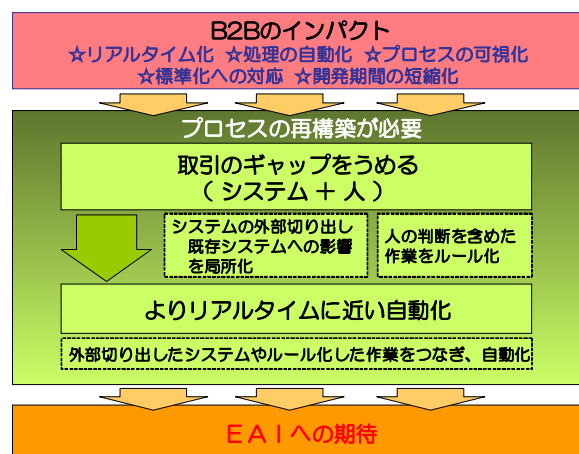 B2Bのインパクト
☆リアルタイム化 ☆処理の自動化 ☆プロセスの可視化
☆標準化への対応 ☆開発期間の短縮化
プロセスの再構築が必要
取引のギャップをうめる
( システム + 人 )
システムの外部切り出し
既存システムへの影響
を局所化
人の判断を含めた
作業をルール化
よりリアルタイムに近い自動化
外部切り出したシステムやルール化した作業をつなぎ、自動化
EAIへの期待